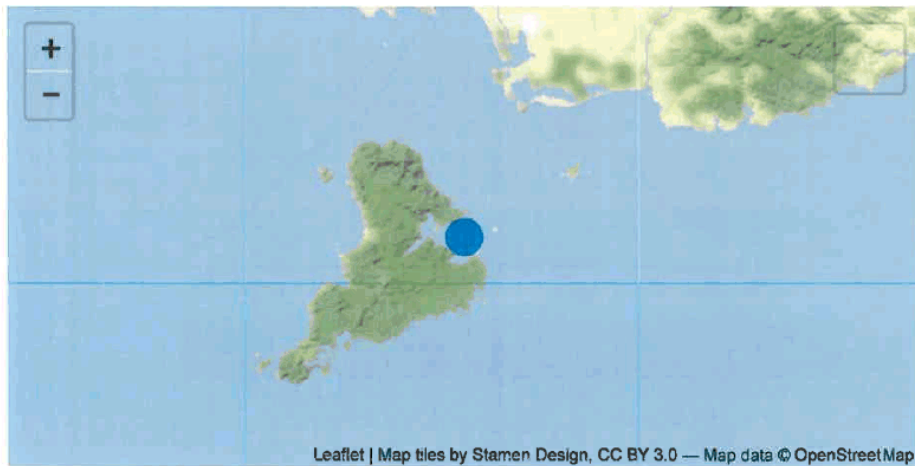 +
−
Leaflet | Map tiles by Stamen Design, CC BY 3.0 — Map data © OpenStreetMap